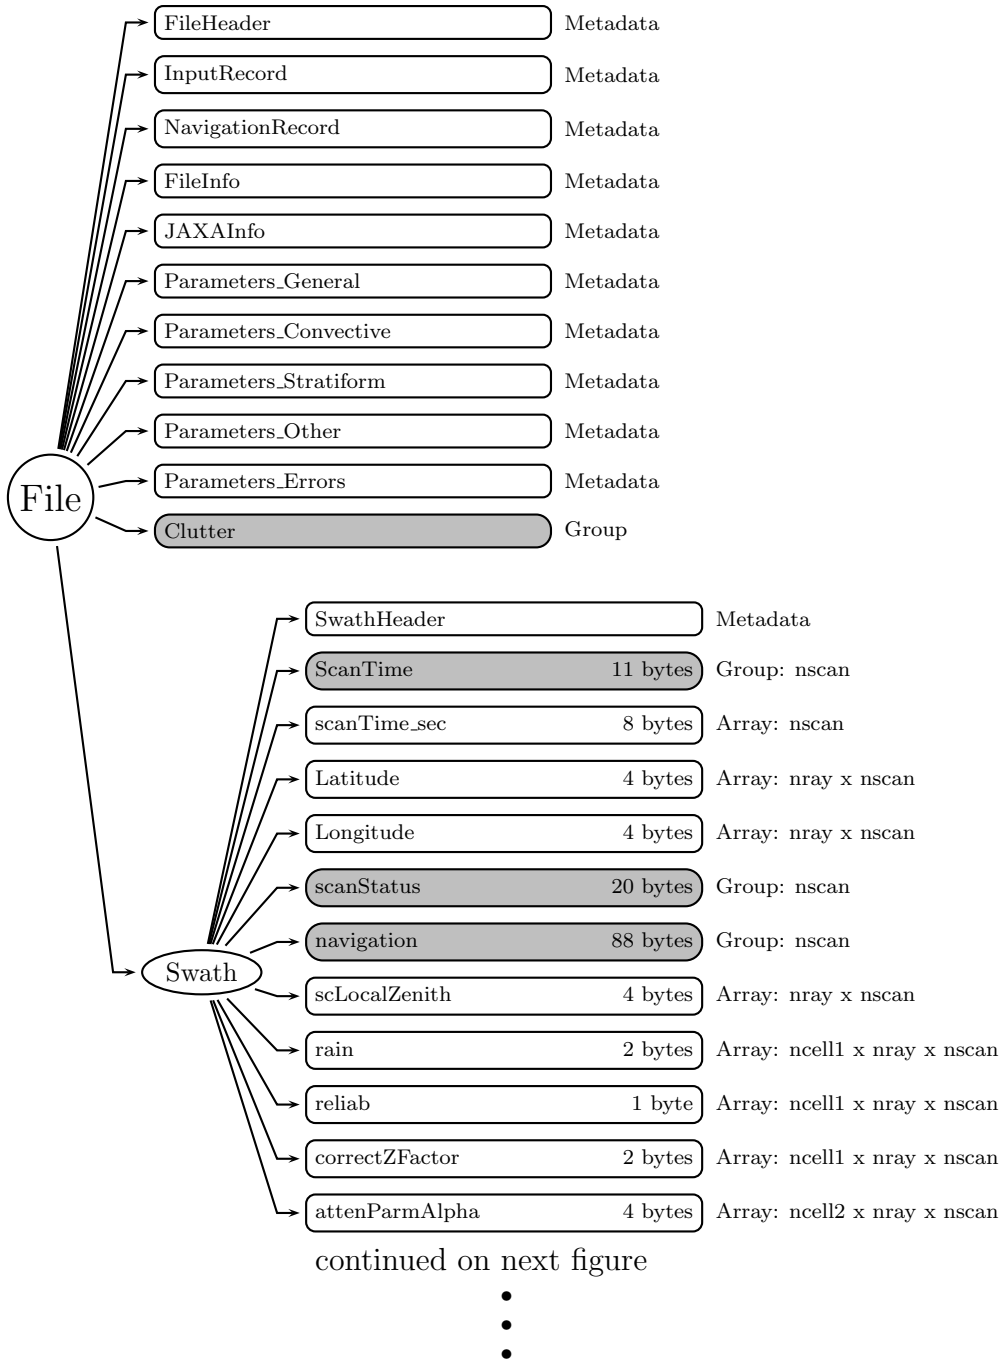 FileHeader Metadata
InputRecord Metadata
NavigationRecord Metadata
FileInfo Metadata
JAXAInfo Metadata
Parameters_General Metadata
Parameters_Convective Metadata
Parameters_Stratiform Metadata
Parameters_Other Metadata
Parameters_Errors Metadata
File
Clutter Group
SwathHeader Metadata
ScanTime 11 bytes Group: nscan
scanTime_sec 8 bytes Array: nscan
Latitude 4 bytes Array: nray x nscan
Longitude 4 bytes Array: nray x nscan
scanStatus 20 bytes Group: nscan
navigation 88 bytes Group: nscan
Swath
scLocalZenith 4 bytes Array: nray x nscan
rain 2 bytes Array: ncell1 x nray x nscan
reliab 1 byte Array: ncell1 x nray x nscan
correctZFactor 2 bytes Array: ncell1 x nray x nscan
attenParmAlpha 4 bytes Array: ncell2 x nray x nscan
continued on next figure